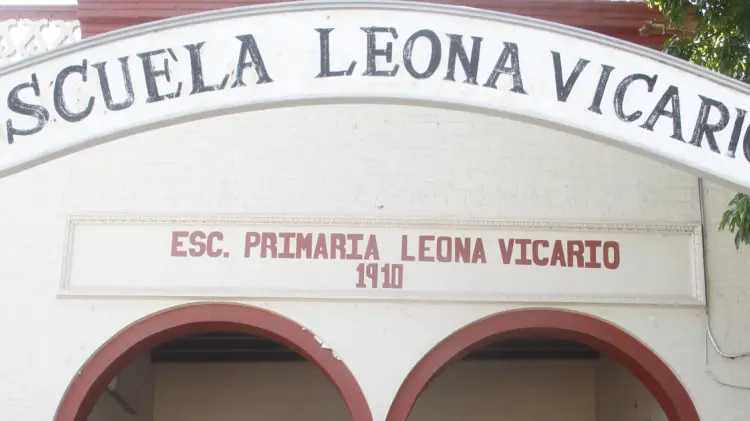 SCUELA LEONA VICARIO
ESC. PRIMARIA LEONA VICARIO
1910